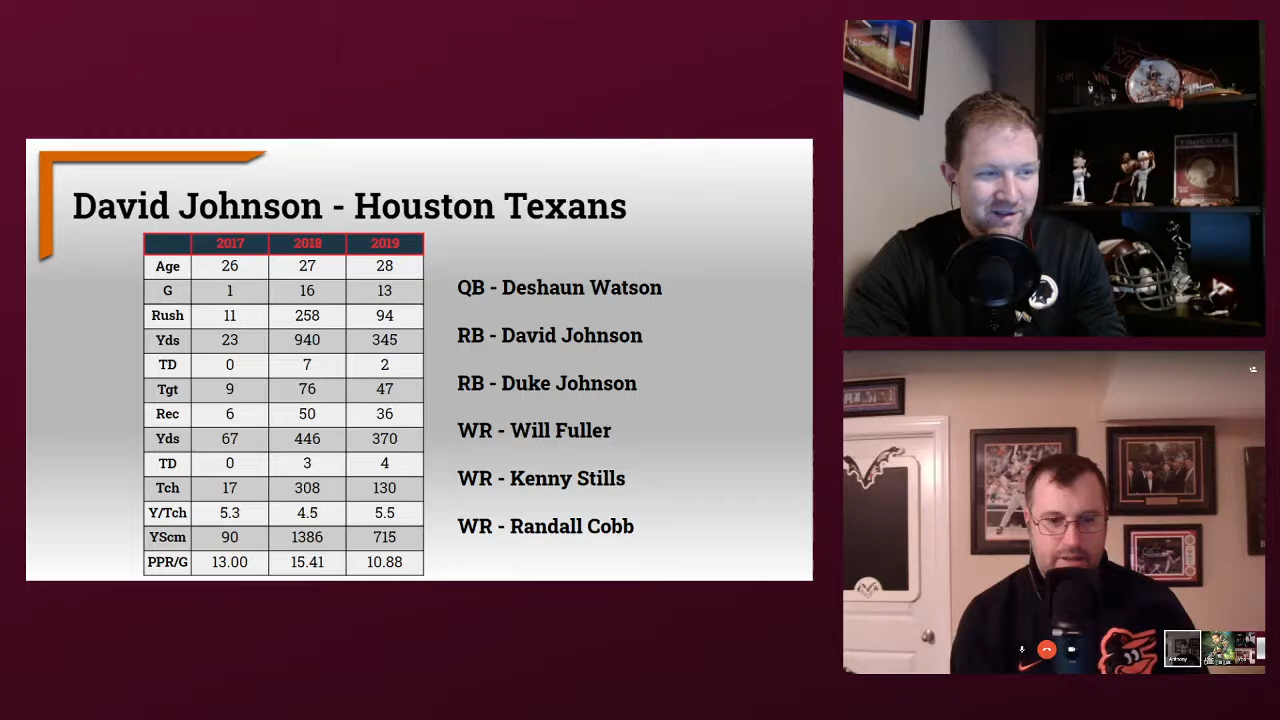 David Johnson - Houston Texans
2017 2018 2019
Age 26 27 28
G 1 16 13
Rush 11 258 94
Yds 23 940 345
TD 0 7 2
Tgt 9 76 47
Rec 6 50 36
Yds 67 446 370
TD 0 3 4
Tch 17 308 130
Y/Tch 5.3 4.5 5.5
YScm 90 1386 715
PPR/G 13.00 15.41 10.88
QB - Deshaun Watson
RB - David Johnson
RB - Duke Johnson
WR - Will Fuller
WR - Kenny Stills
WR - Randall Cobb
Anthony